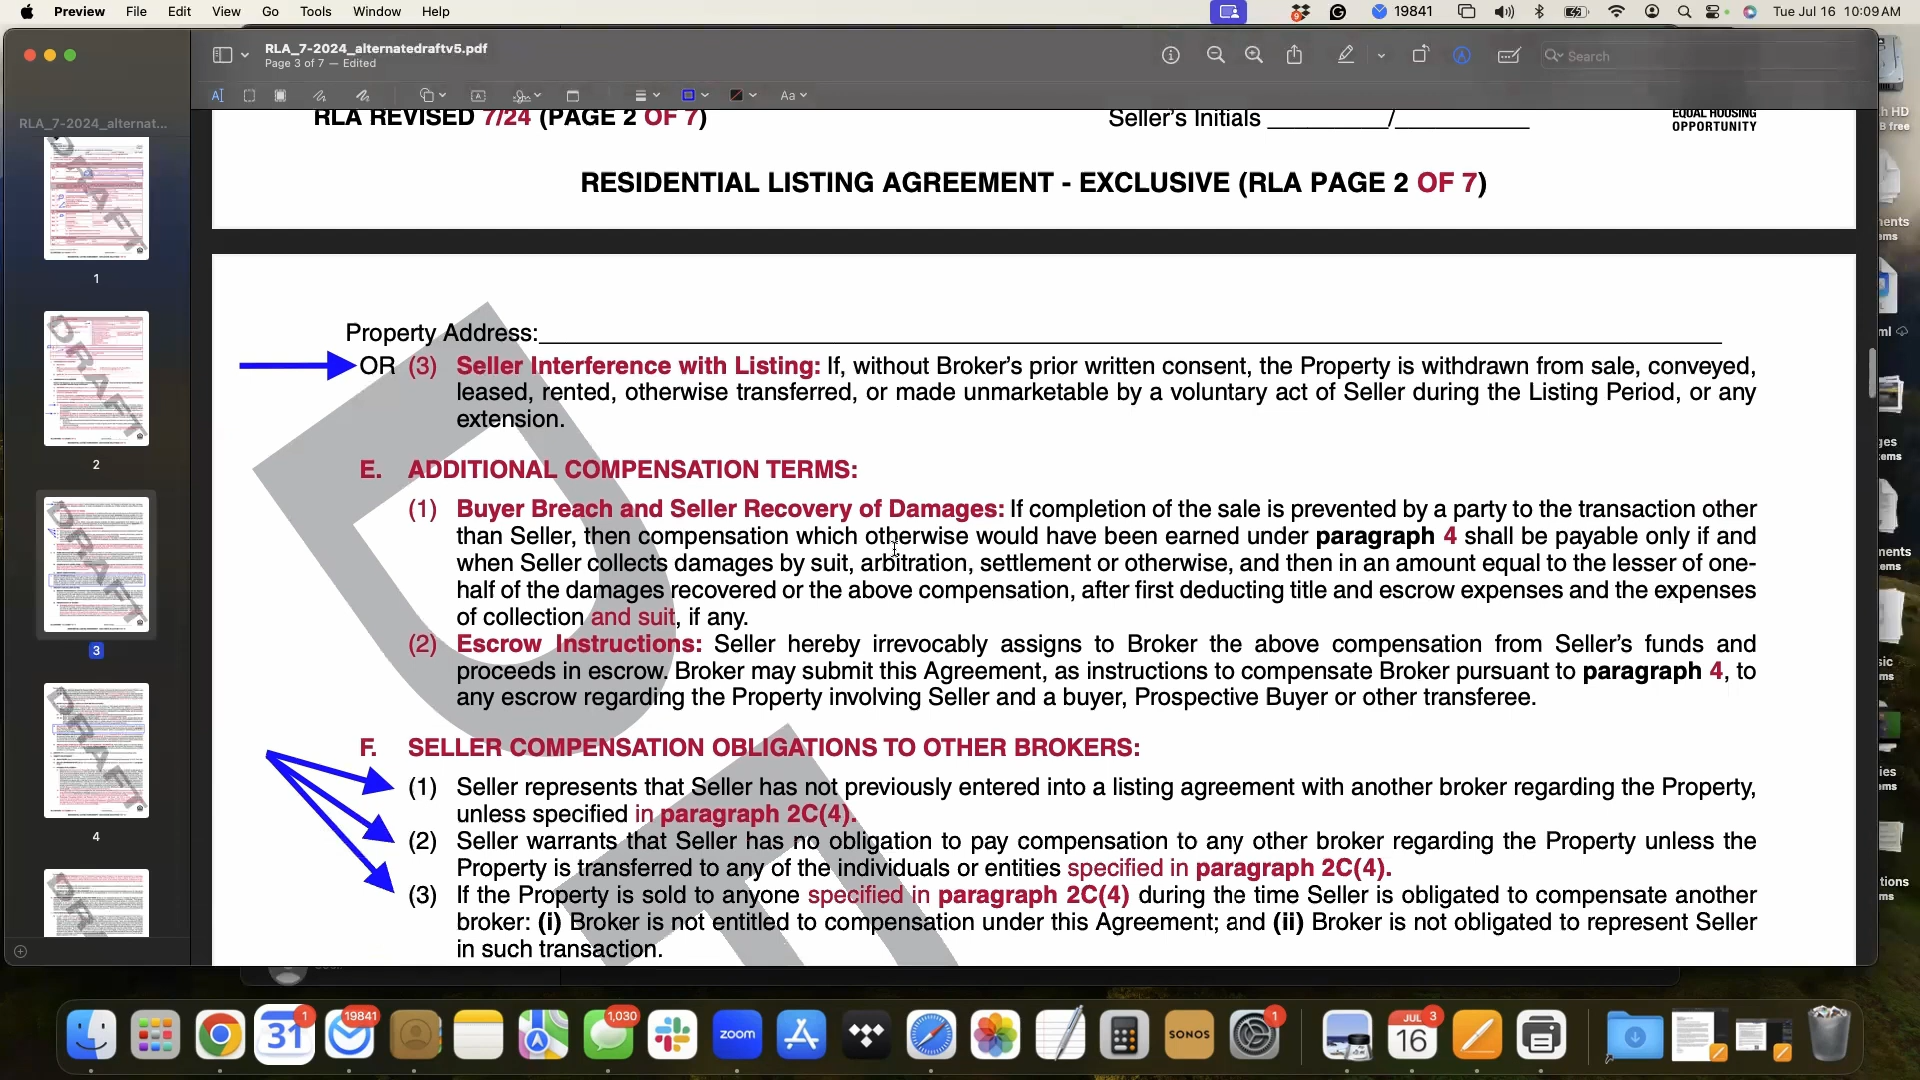 Preview File Edit View Go Tools Window Help
9
19841
Tue Jul 16 10:09 AM
RLA_7-2024_alternatedraftv5.pdf
Page 3 of 7 — Edited
Search
Aa
RLA_7-2024_alternat...
1
2
3
4
RLA REVISED 7/24 (PAGE 2 OF 7)
Seller's Initials __________/___________
EQUAL HOUSING
OPPORTUNITY
RESIDENTIAL LISTING AGREEMENT - EXCLUSIVE (RLA PAGE 2 OF 7)
Property Address:
OR (3) Seller Interference with Listing: If, without Broker's prior written consent, the Property is withdrawn from sale, conveyed,
leased, rented, otherwise transferred, or made unmarketable by a voluntary act of Seller during the Listing Period, or any
extension.
E. ADDITIONAL COMPENSATION TERMS:
(1) Buyer Breach and Seller Recovery of Damages: If completion of the sale is prevented by a party to the transaction other
than Seller, then compensation which otherwise would have been earned under paragraph 4 shall be payable only if and
when Seller collects damages by suit, arbitration, settlement or otherwise, and then in an amount equal to the lesser of one-
half of the damages recovered or the above compensation, after first deducting title and escrow expenses and the expenses
of collection and suit, if any.
(2) Escrow Instructions: Seller hereby irrevocably assigns to Broker the above compensation from Seller's funds and
proceeds in escrow. Broker may submit this Agreement, as instructions to compensate Broker pursuant to paragraph 4, to
any escrow regarding the Property involving Seller and a buyer, Prospective Buyer or other transferee.
F. SELLER COMPENSATION OBLIGATIONS TO OTHER BROKERS:
(1) Seller represents that Seller has not previously entered into a listing agreement with another broker regarding the Property,
unless specified in paragraph 2C(4).
(2) Seller warrants that Seller has no obligation to pay compensation to any other broker regarding the Property unless the
Property is transferred to any of the individuals or entities specified in paragraph 2C(4).
(3) If the Property is sold to anyone specified in paragraph 2C(4) during the time Seller is obligated to compensate another
broker: (i) Broker is not entitled to compensation under this Agreement; and (ii) Broker is not obligated to represent Seller
in such transaction.
1
31
19841
1,030
zoom
SONOS
1
JUL
3
16